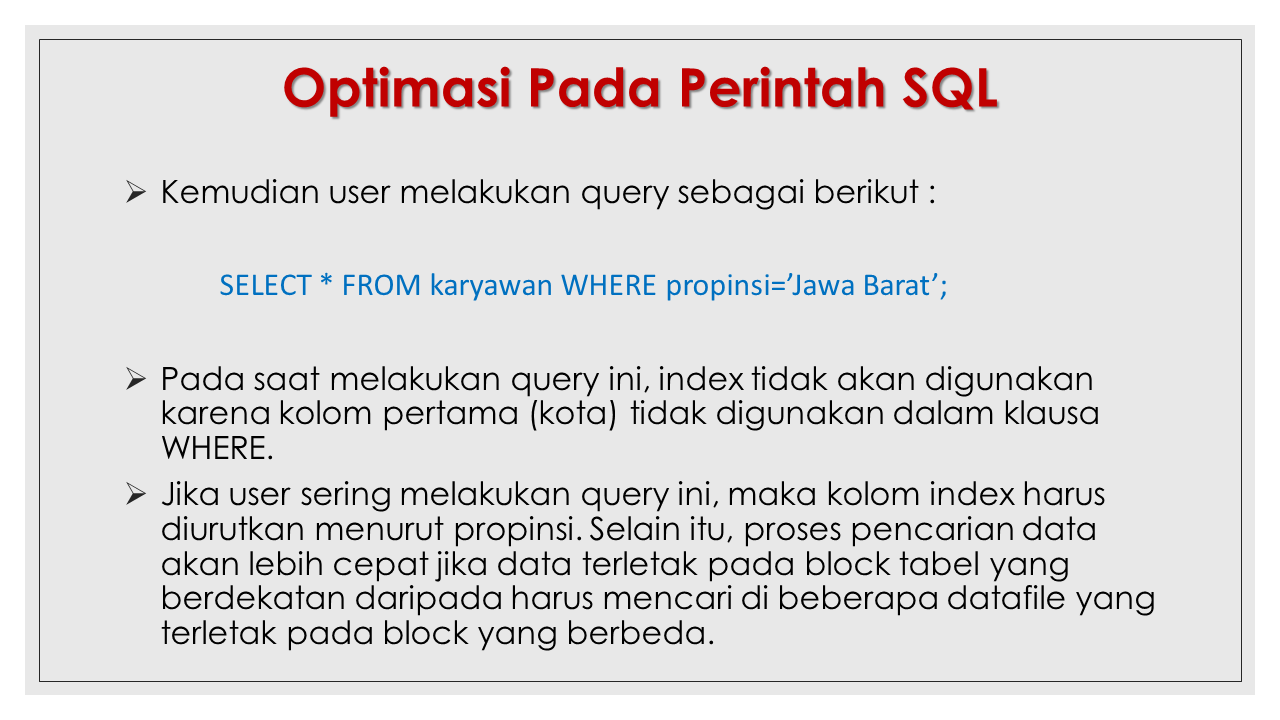 Optimasi Pada Perintah SQL
➢ Kemudian user melakukan query sebagai berikut :
SELECT * FROM karyawan WHERE propinsi=’Jawa Barat’;
➢ Pada saat melakukan query ini, index tidak akan digunakan
karena kolom pertama (kota) tidak digunakan dalam klausa
WHERE.
➢ Jika user sering melakukan query ini, maka kolom index harus
diurutkan menurut propinsi. Selain itu, proses pencarian data
akan lebih cepat jika data terletak pada block tabel yang
berdekatan daripada harus mencari di beberapa datafile yang
terletak pada block yang berbeda.